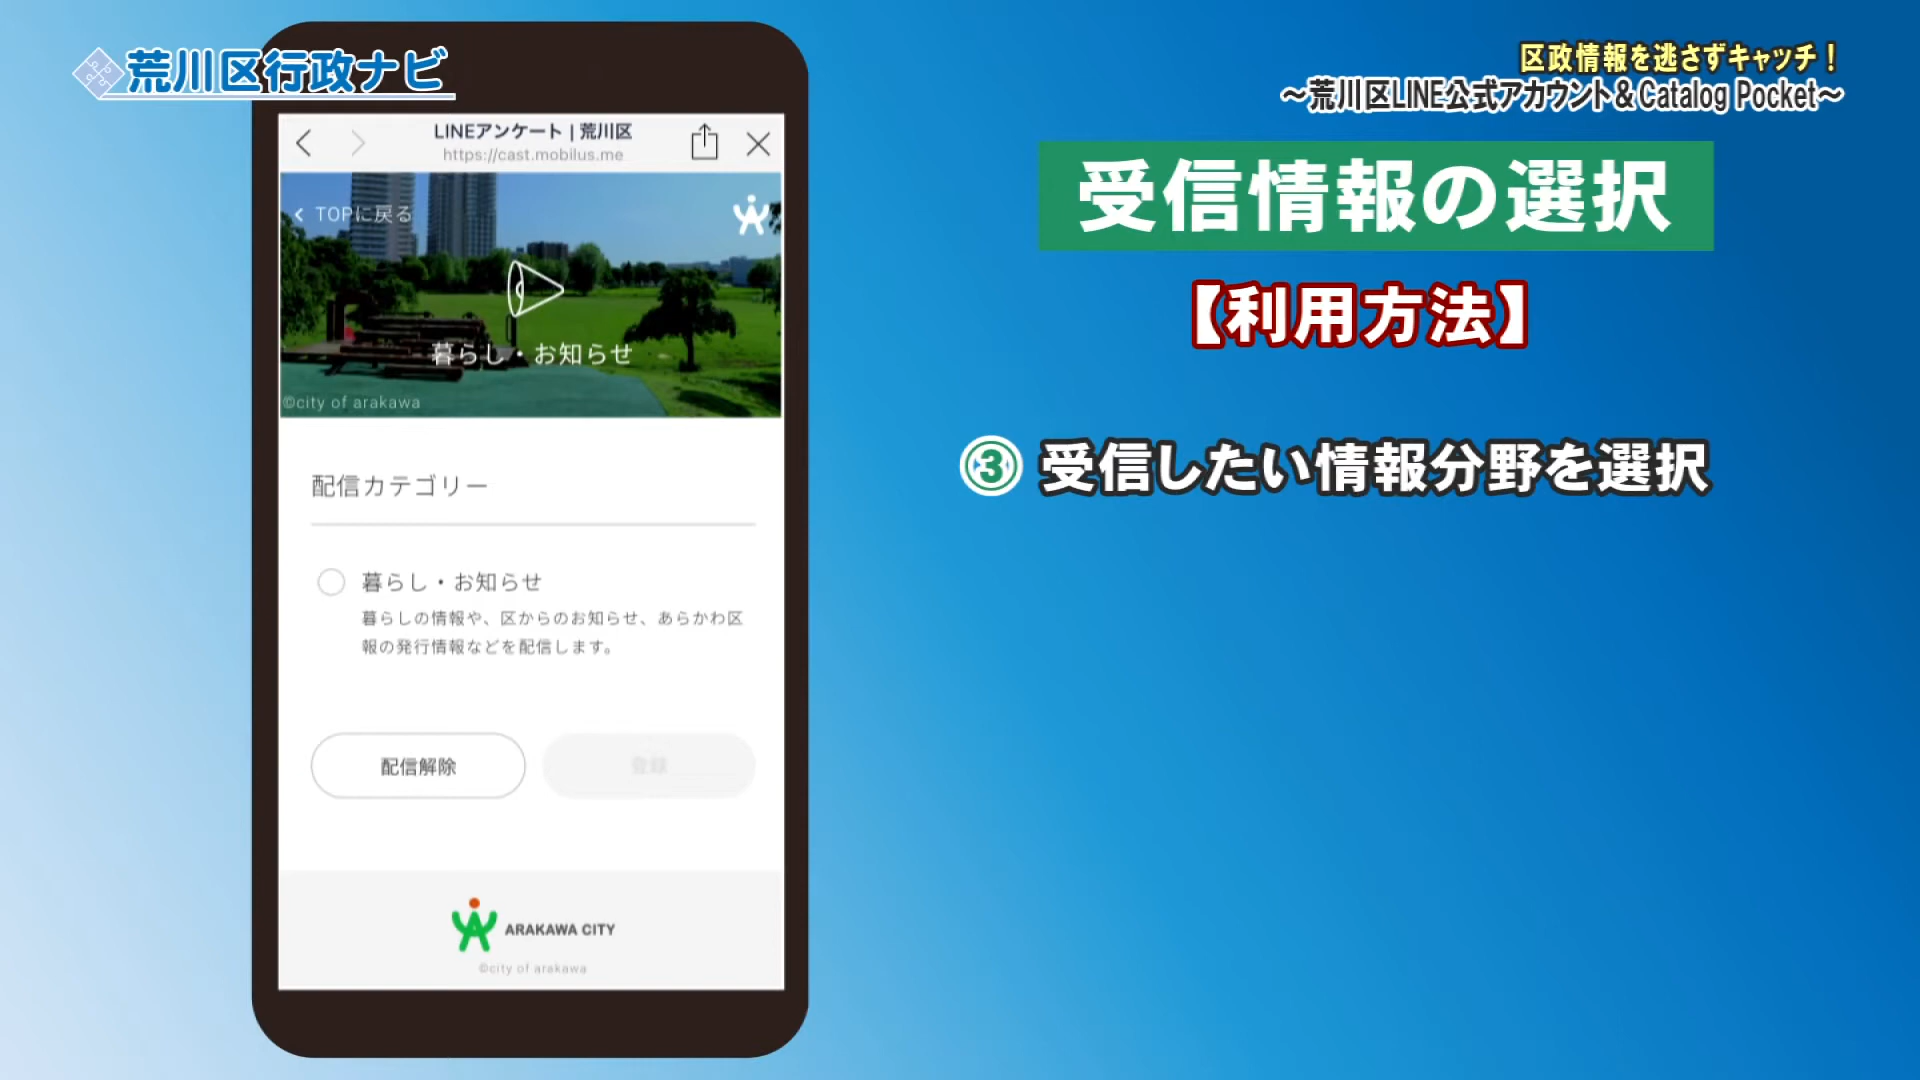 荒川区行政ナビ
区政情報を逃さずキャッチ!
～荒川区LINE公式アカウント&Catalog Pocket～
LINEアンケート | 荒川区
https://cast.mobilus.me
TOPに戻る
暮らし・お知らせ
©city of arakawa
配信カテゴリー
暮らし・お知らせ
暮らしの情報や、区からのお知らせ、あらかわ区
報の発行情報などを配信します。
配信解除
登録
ARAKAWA CITY
©city of arakawa
受信情報の選択
【利用方法】
③ 受信したい情報分野を選択